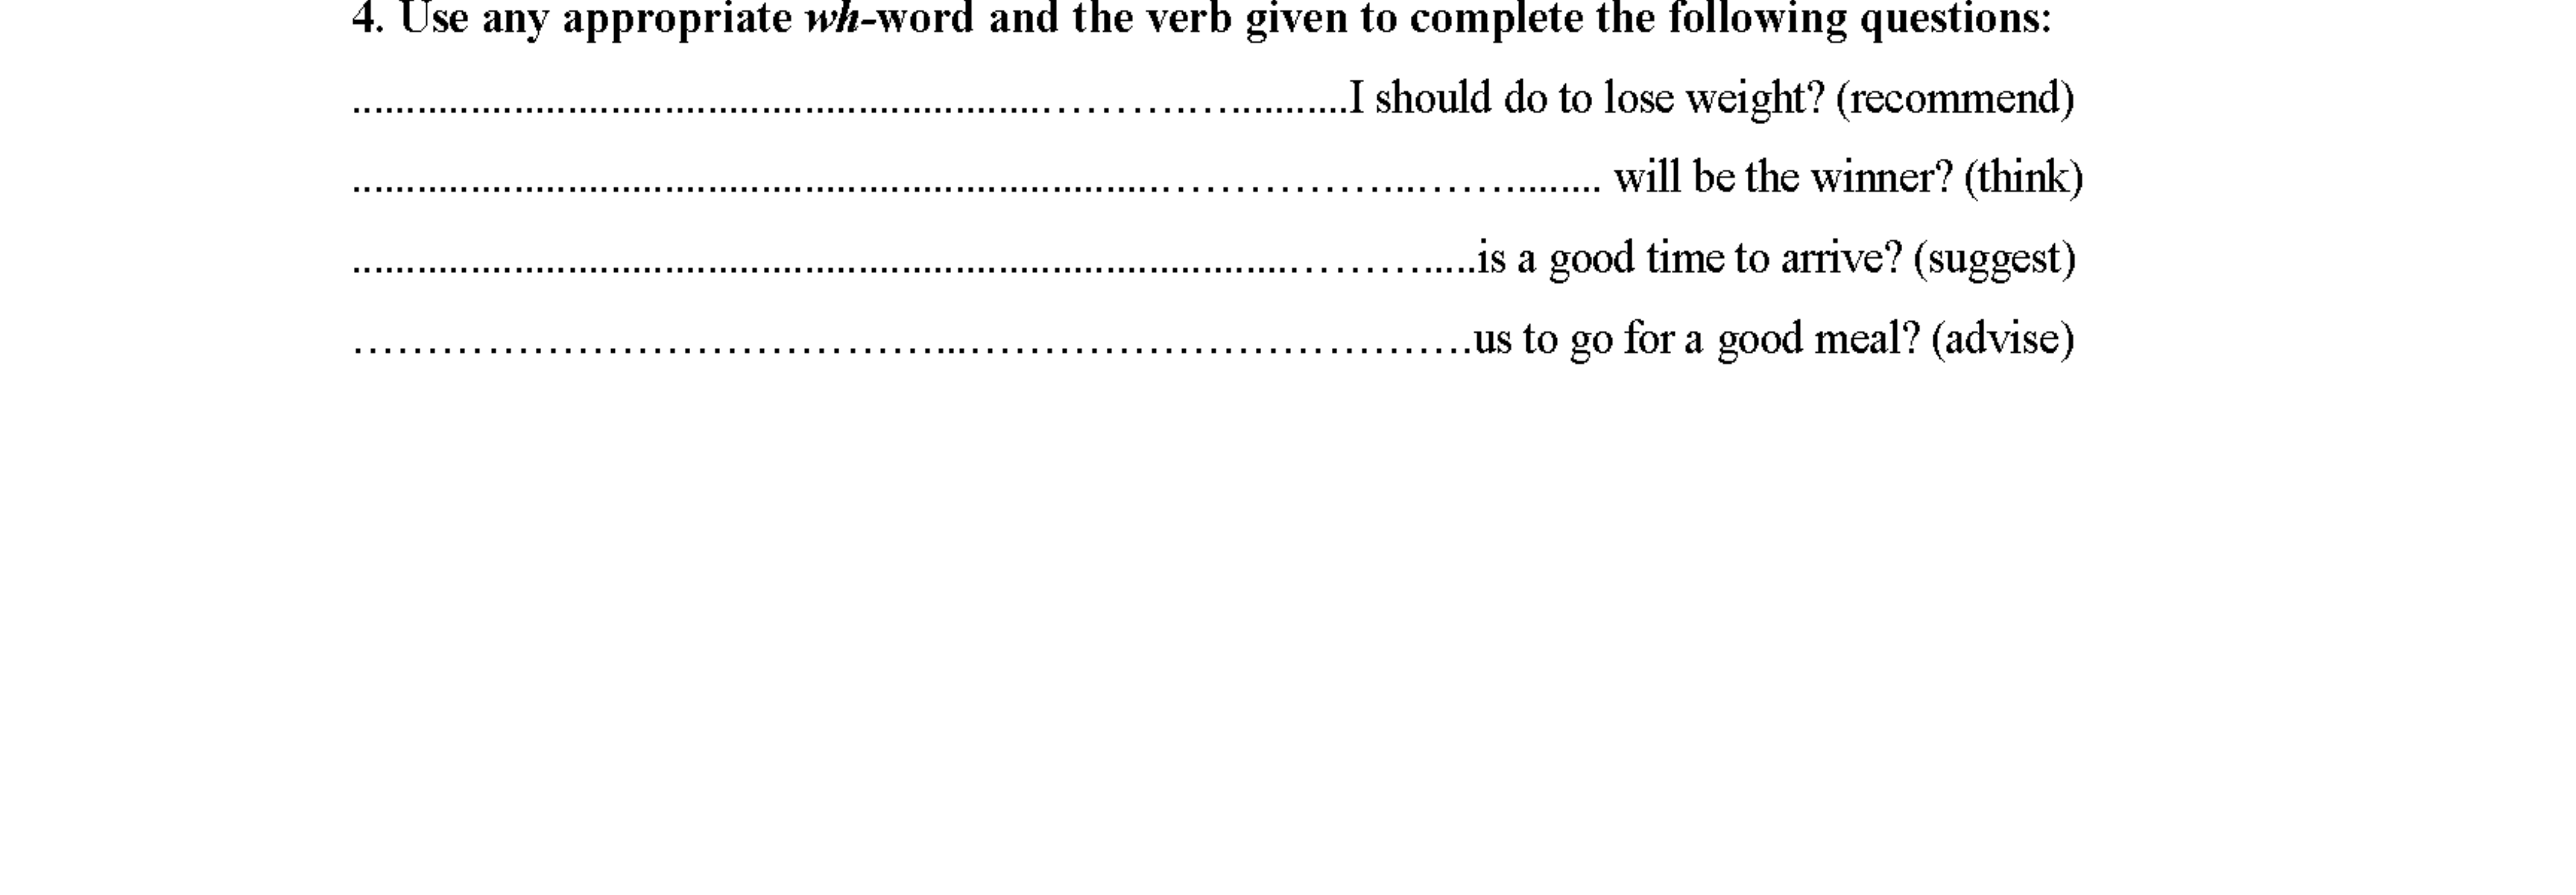 4. Use any appropriate wh-word and the verb given to complete the following questions:
............................................................………………..........I should do to lose weight? (recommend)
......................................................................……………...……........ will be the winner? (think)
................................................................................………......is a good time to arrive? (suggest)
…………………………………...………………………………us to go for a good meal? (advise)